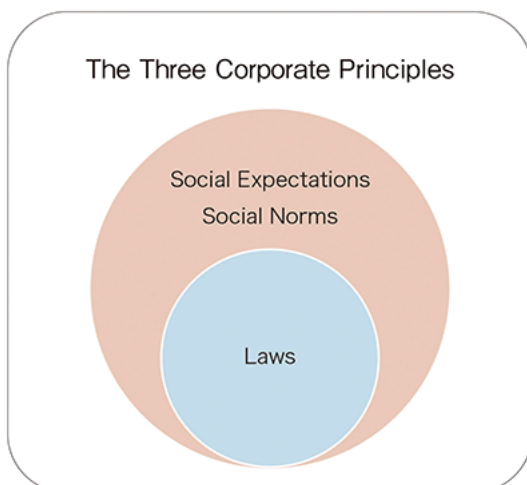 The Three Corporate Principles
Social Expectations
Social Norms
Laws